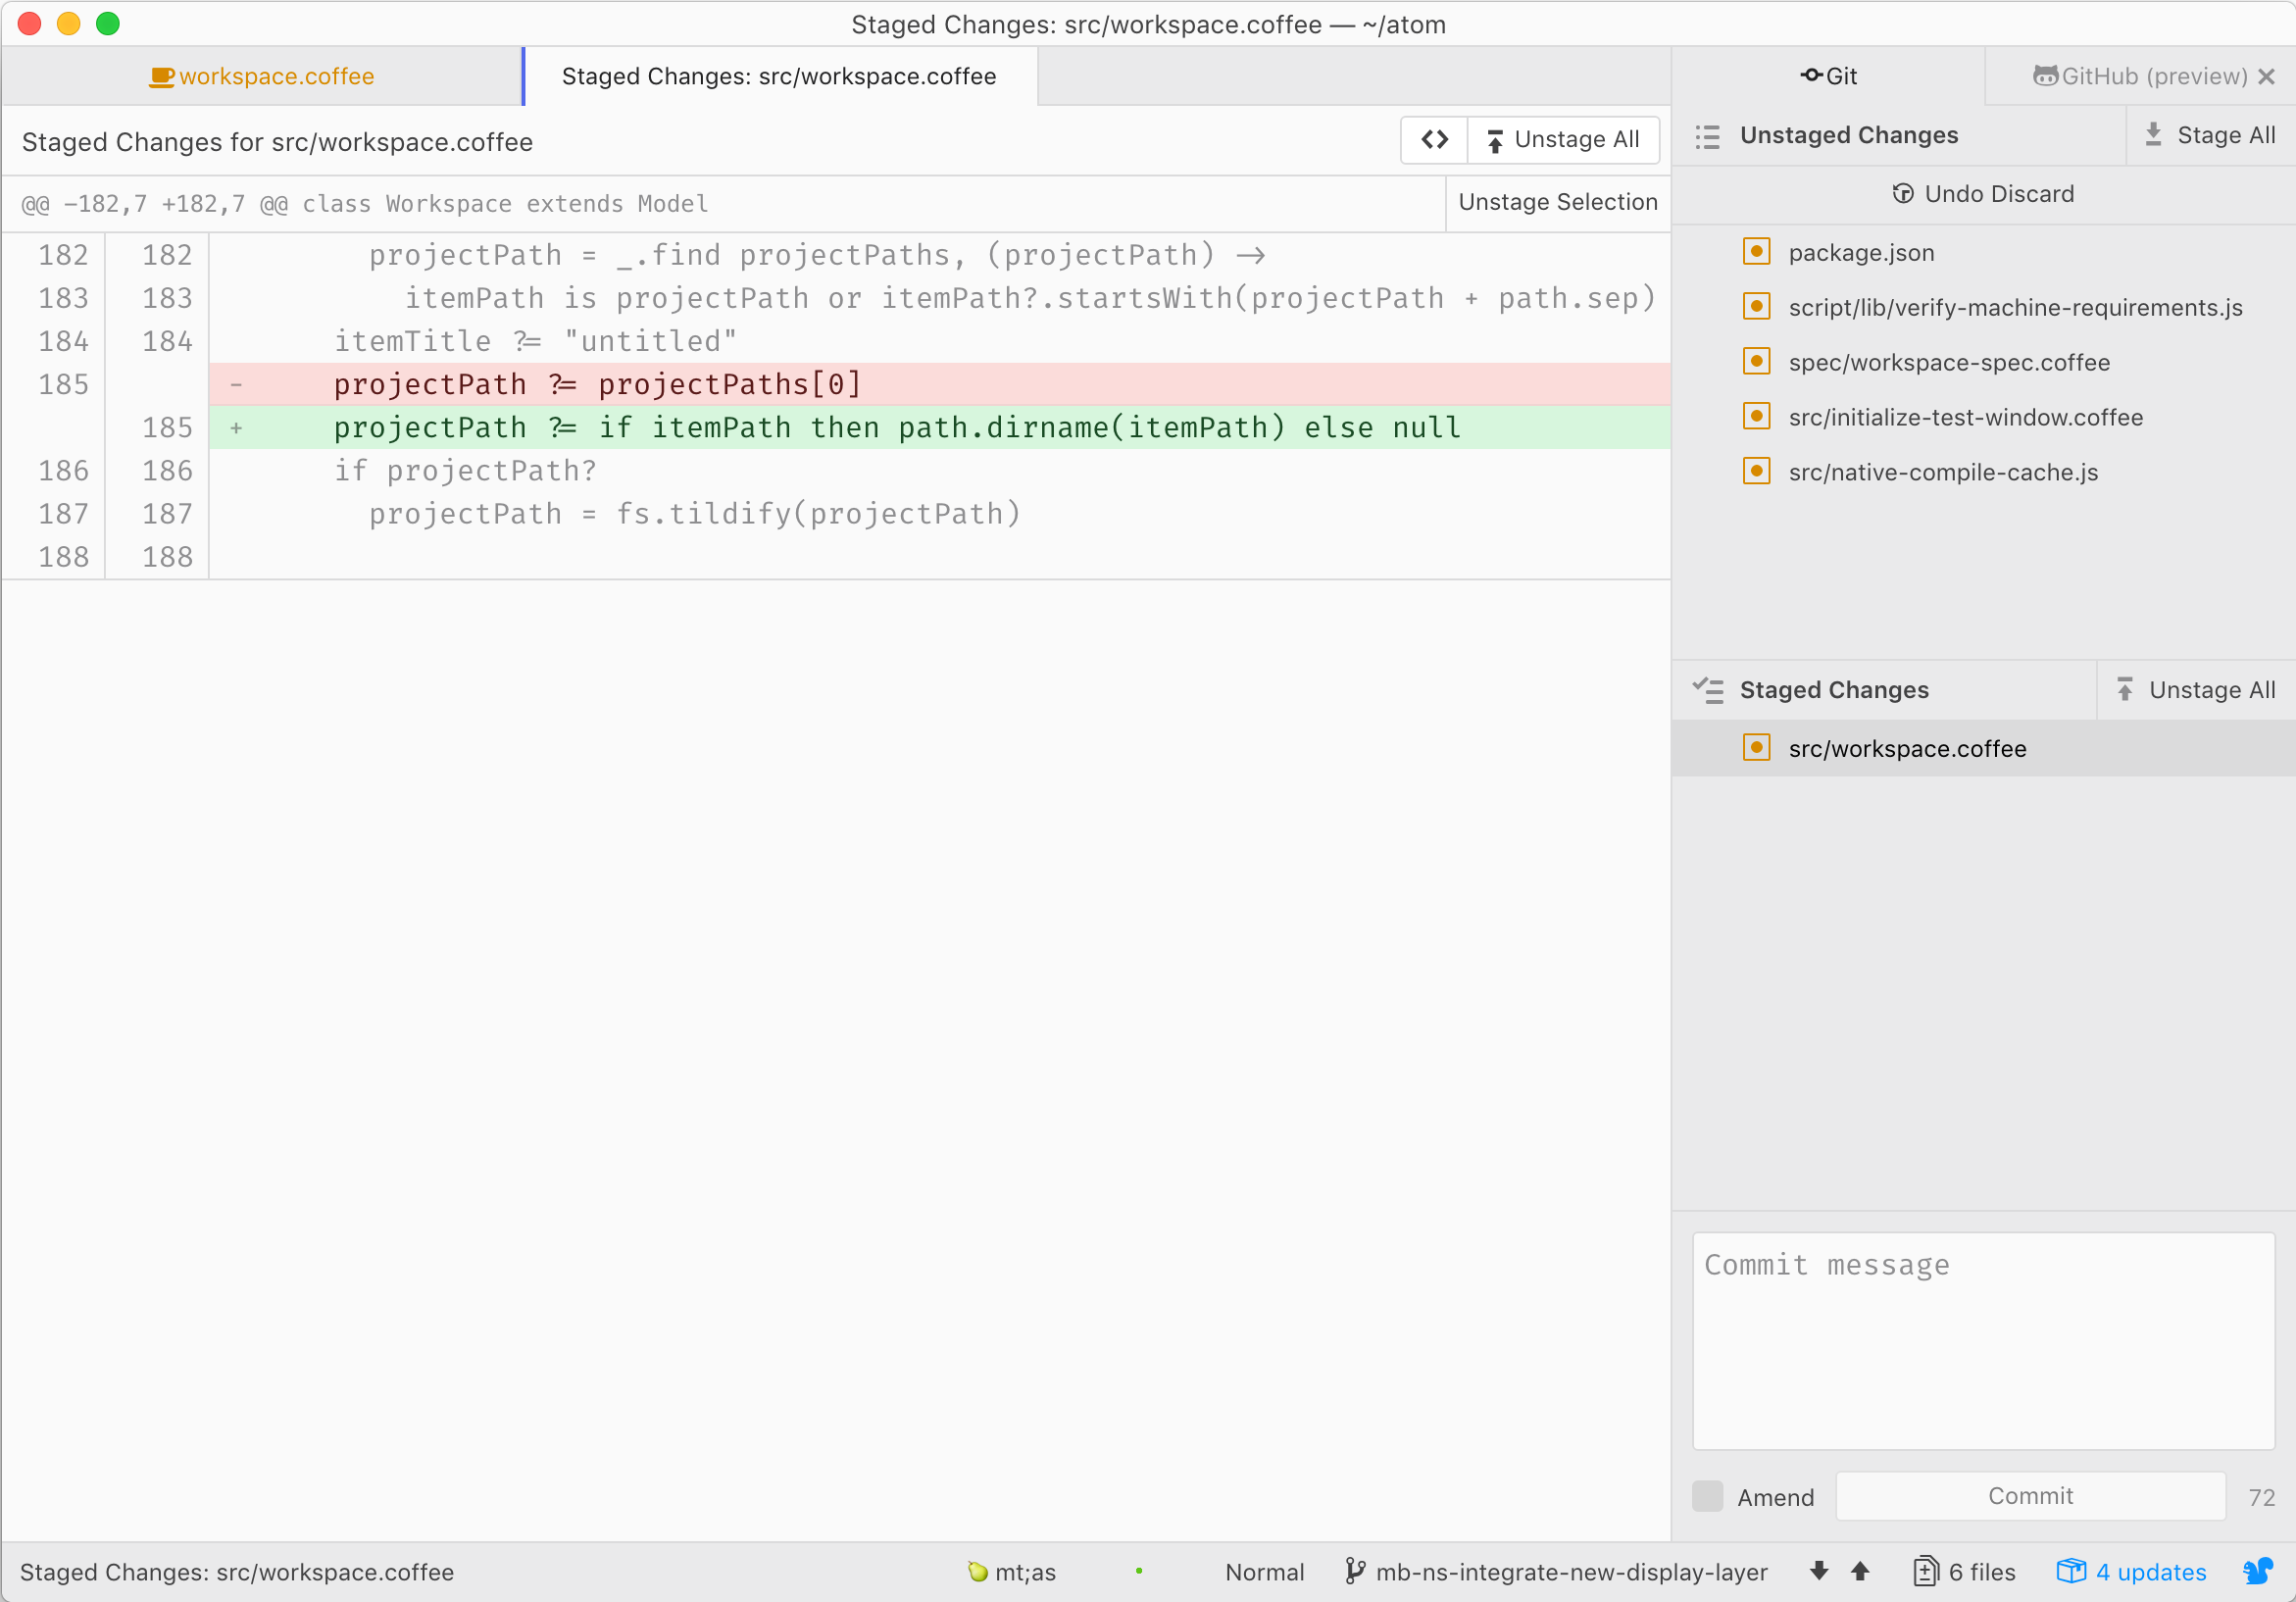 Staged Changes: src/workspace.coffee — ~/atom
workspace.coffee
Staged Changes: src/workspace.coffee
Git
GitHub (preview)
Staged Changes for src/workspace.coffee
Unstage All
@@ -182,7 +182,7 @@ class Workspace extends Model
Unstage Selection
182 182 projectPath = _.find projectPaths, (projectPath) ->
183 183 itemPath is projectPath or itemPath?.startsWith(projectPath + path.sep)
184 184 itemTitle ?= "untitled"
185 - projectPath ?= projectPaths[0]
185 + projectPath ?= if itemPath then path.dirname(itemPath) else null
186 186 if projectPath?
187 187 projectPath = fs.tildify(projectPath)
188 188
Unstaged Changes
Stage All
Undo Discard
package.json
script/lib/verify-machine-requirements.js
spec/workspace-spec.coffee
src/initialize-test-window.coffee
src/native-compile-cache.js
Staged Changes
Unstage All
src/workspace.coffee
Commit message
Amend
Commit
72
Staged Changes: src/workspace.coffee
mt;as
Normal
mb-ns-integrate-new-display-layer
6 files
4 updates